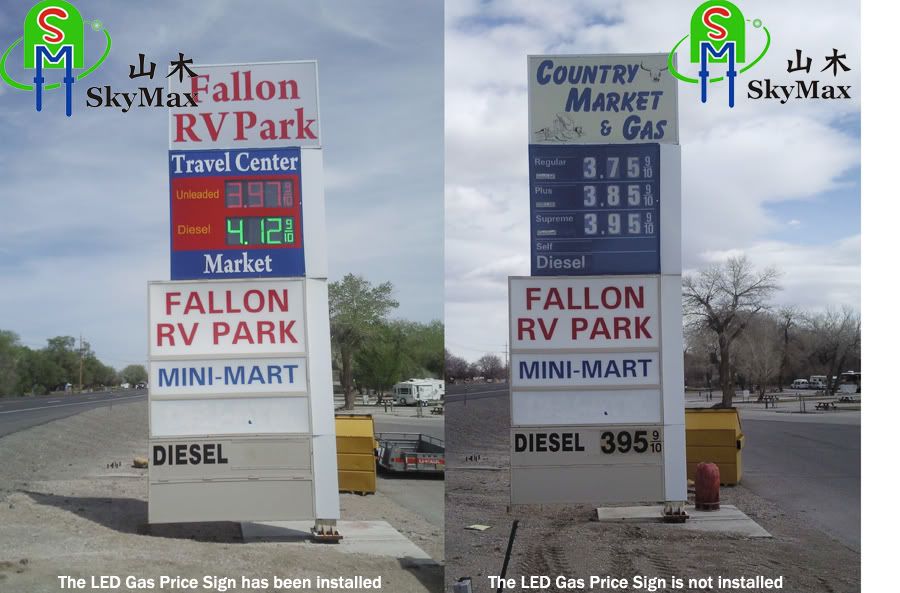 SM
山木
SkyMax
Fallon
RV Park
Travel Center
Unleaded 3.97 9/10
Diesel 4.12 9/10
Market
FALLON
RV PARK
MINI-MART
DIESEL
The LED Gas Price Sign has been installed
SM
山木
SkyMax
COUNTRY
MARKET
& GAS
Regular 3.75 9/10
Plus 3.85 9/10
Supreme 3.95 9/10
Self
Diesel
FALLON
RV PARK
MINI-MART
DIESEL 395 9/10
The LED Gas Price Sign is not installed